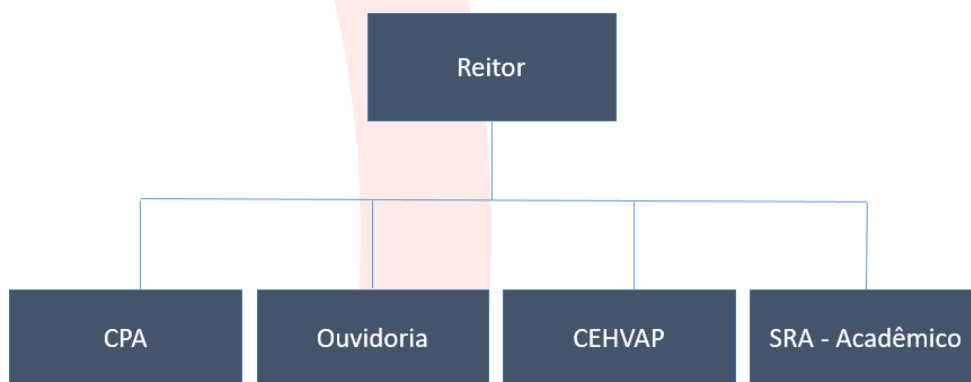 Reitor
CPA
Ouvidoria
CEHVAP
SRA - Acadêmico